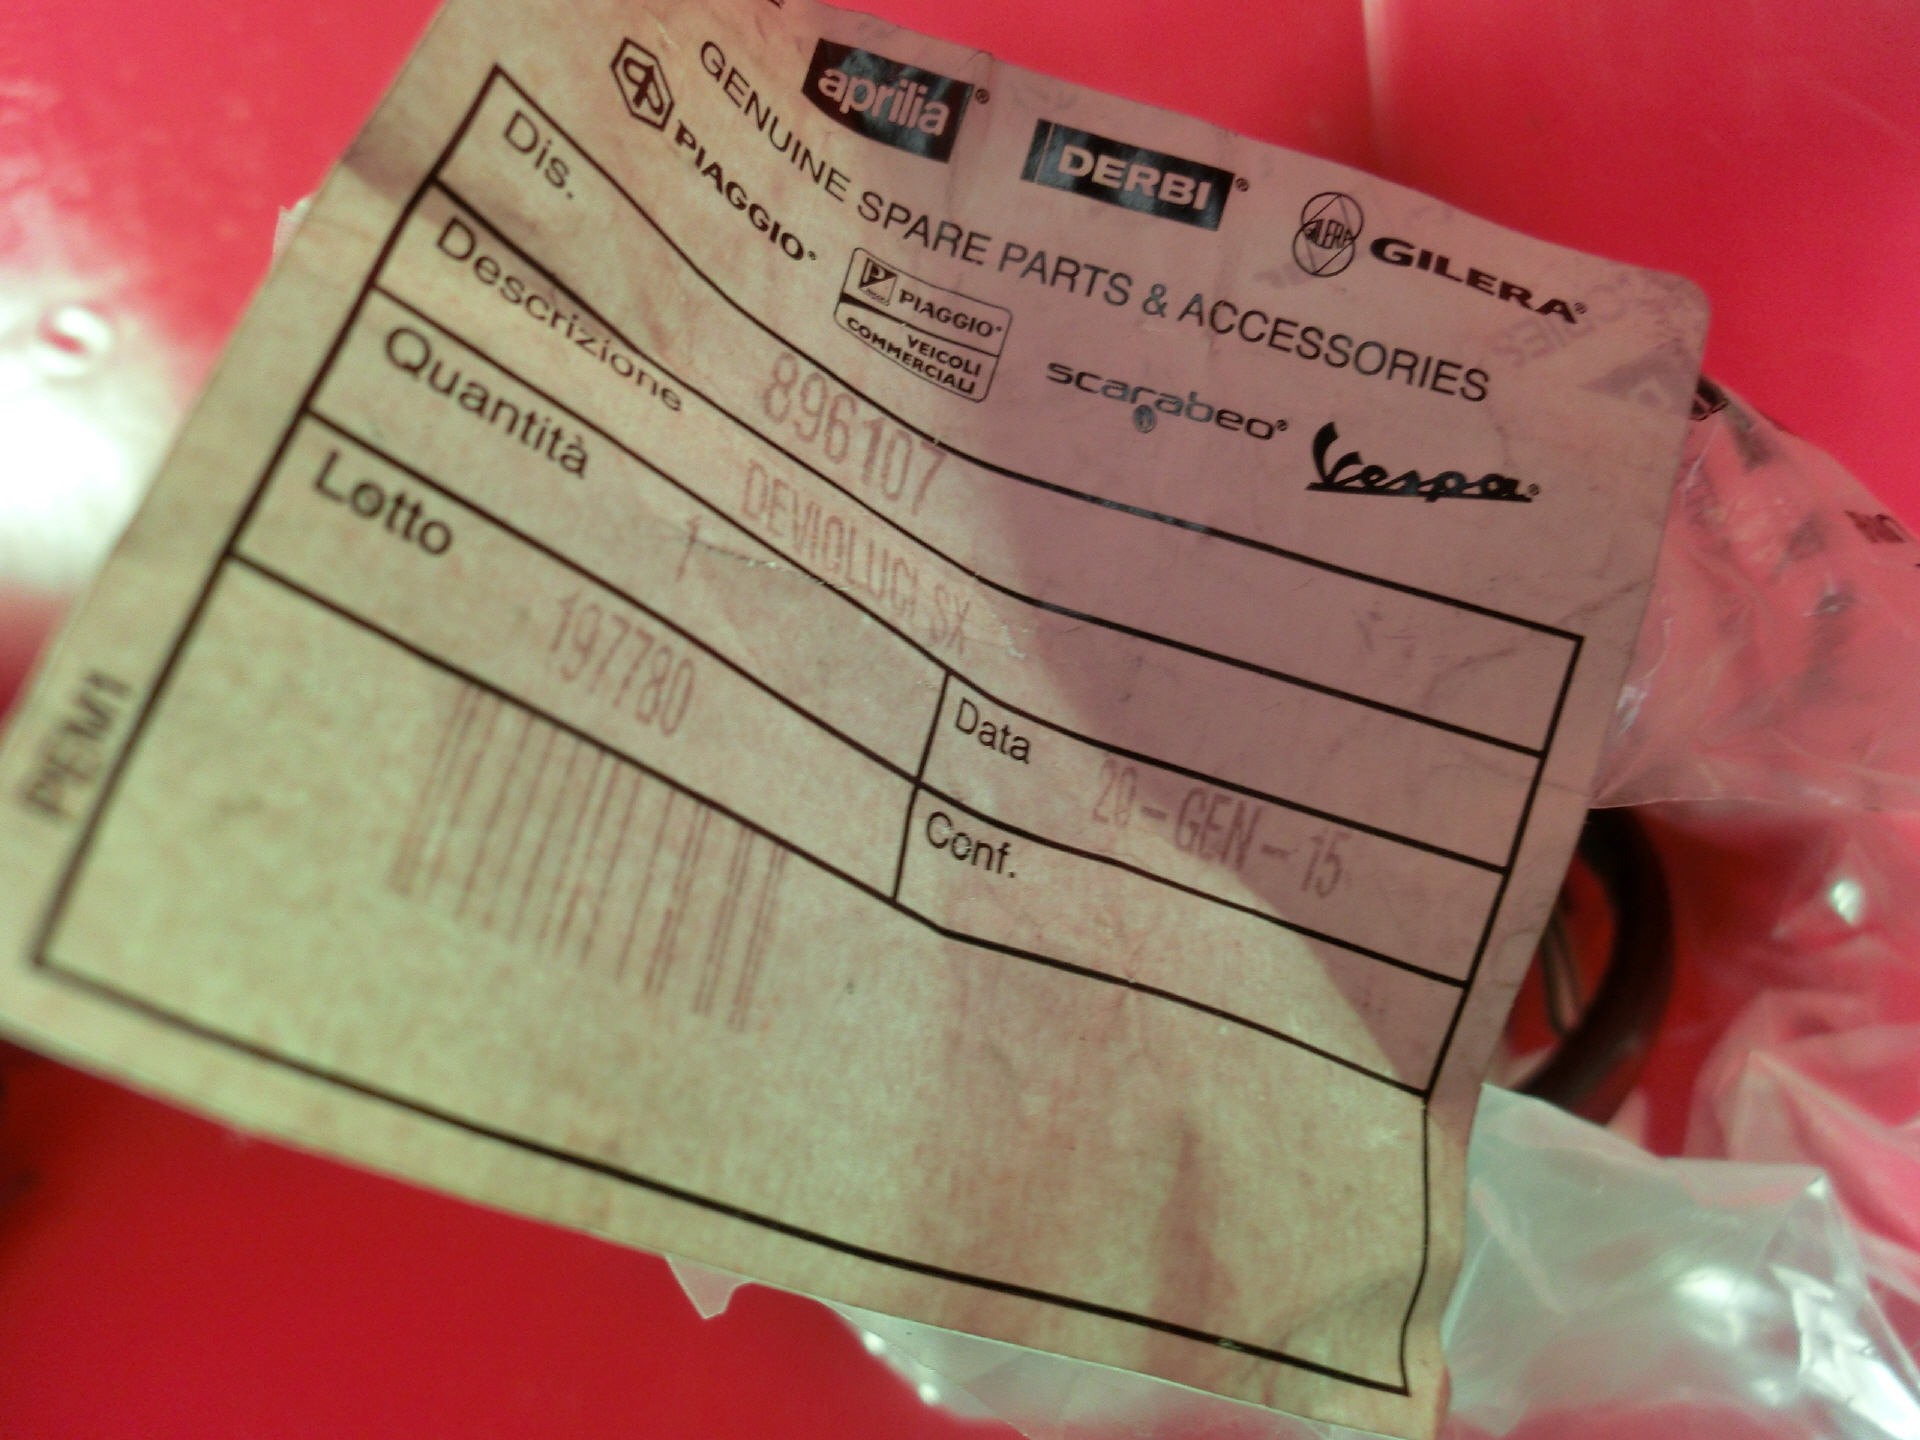 aprilia® DERBI® GILERA GILERA®
GENUINE SPARE PARTS & ACCESSORIES
PIAGGIO® PIAGGIO® VEICOLI COMMERCIALI scarabeo® Vespa®
Dis. 896107
Descrizione DEVIOLUCI SX
Quantità 1 Data 20-GEN-15
Lotto 197780 Conf.